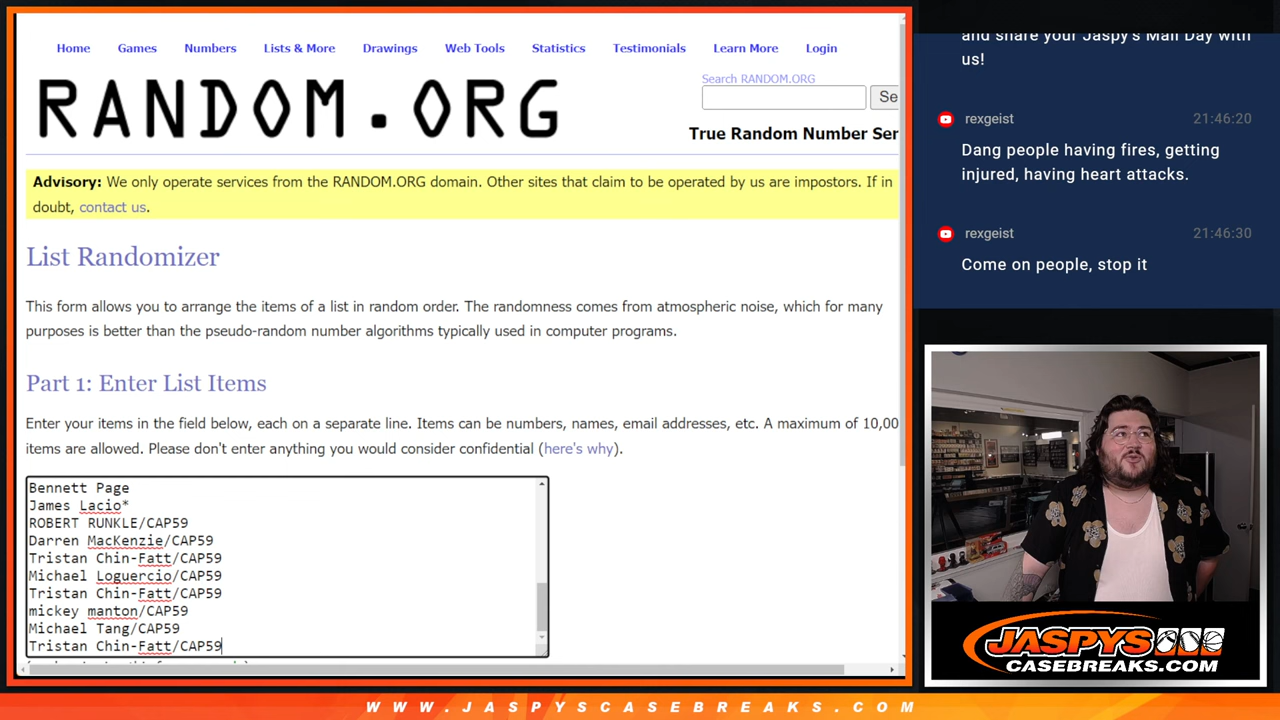 Home Games Numbers Lists & More Drawings Web Tools Statistics Testimonials Learn More Login
RANDOM.ORG
Search RANDOM.ORG
Se
True Random Number Ser
Advisory: We only operate services from the RANDOM.ORG domain. Other sites that claim to be operated by us are impostors. If in
doubt, contact us.
List Randomizer
This form allows you to arrange the items of a list in random order. The randomness comes from atmospheric noise, which for many
purposes is better than the pseudo-random number algorithms typically used in computer programs.
Part 1: Enter List Items
Enter your items in the field below, each on a separate line. Items can be numbers, names, email addresses, etc. A maximum of 10,00
items are allowed. Please don't enter anything you would consider confidential (here's why).
Bennett Page
James Lacio*
ROBERT RUNKLE/CAP59
Darren MacKenzie/CAP59
Tristan Chin-Fatt/CAP59
Michael Loguercio/CAP59
Tristan Chin-Fatt/CAP59
mickey manton/CAP59
Michael Tang/CAP59
Tristan Chin-Fatt/CAP59
and share your Jaspy's Mail Day with
us!
rexgeist 21:46:20
Dang people having fires, getting
injured, having heart attacks.
rexgeist 21:46:30
Come on people, stop it
JASPYS
CASEBREAKS.COM
WWW.JASPYSCASEBREAKS.COM